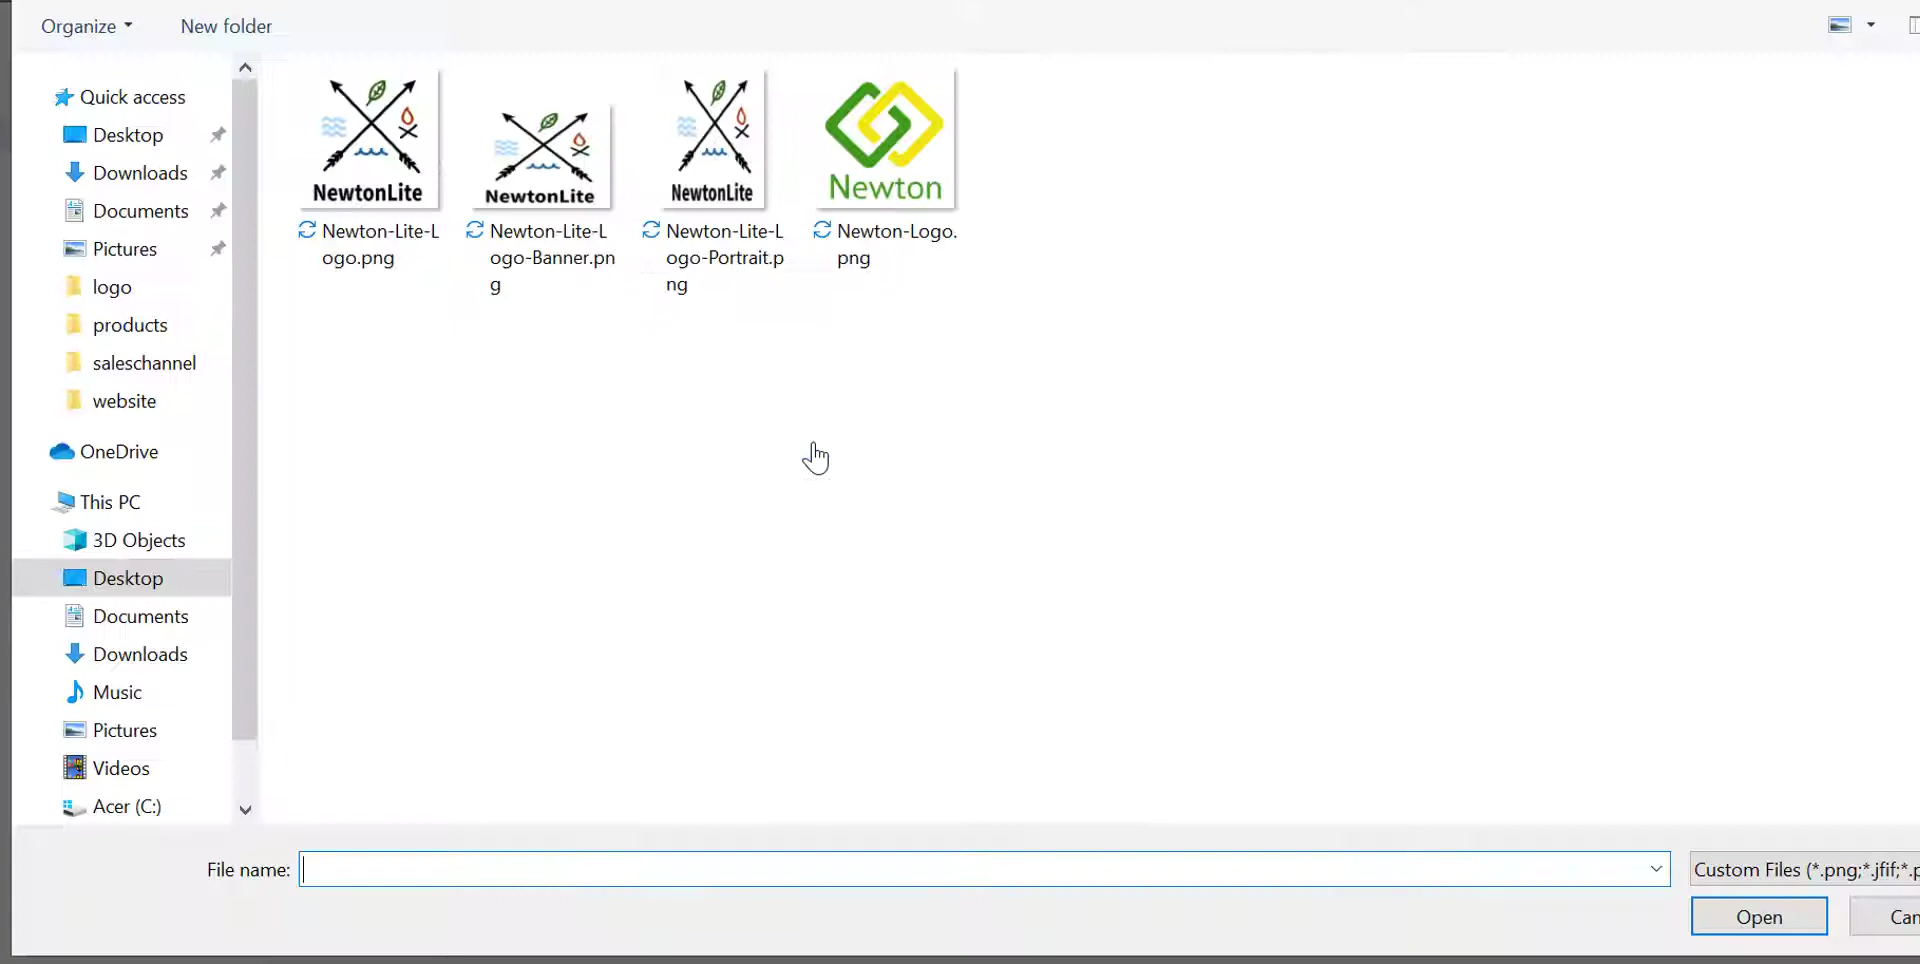 Organize
New folder
Quick access
Desktop
Downloads
Documents
Pictures
logo
products
saleschannel
website
OneDrive
This PC
3D Objects
Desktop
Documents
Downloads
Music
Pictures
Videos
Acer (C:)
NewtonLite
NewtonLite
NewtonLite
Newton
Newton-Lite-L
ogo.png
Newton-Lite-L
ogo-Banner.pn
g
Newton-Lite-L
ogo-Portrait.p
ng
Newton-Logo.
png
File name:
Custom Files (*.png;*.jfif;*.p
Open
Can